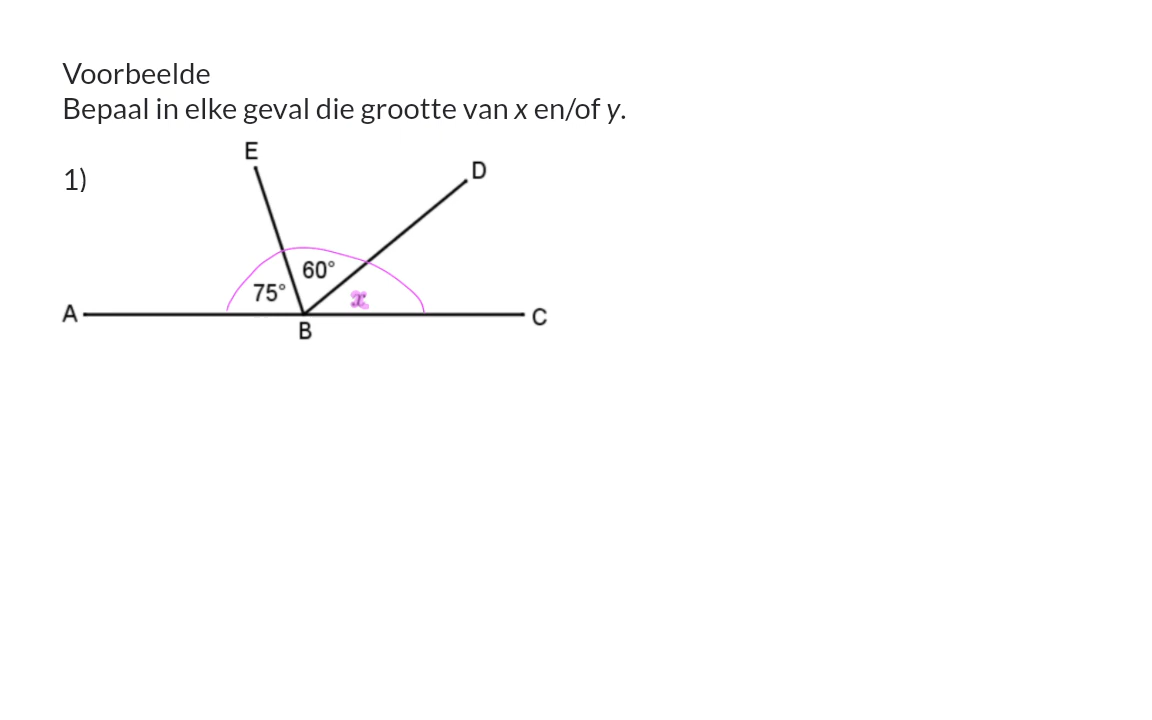 Voorbeelde
Bepaal in elke geval die grootte van x en/of y.
E
D
1)
60°
75°
x
A
C
B